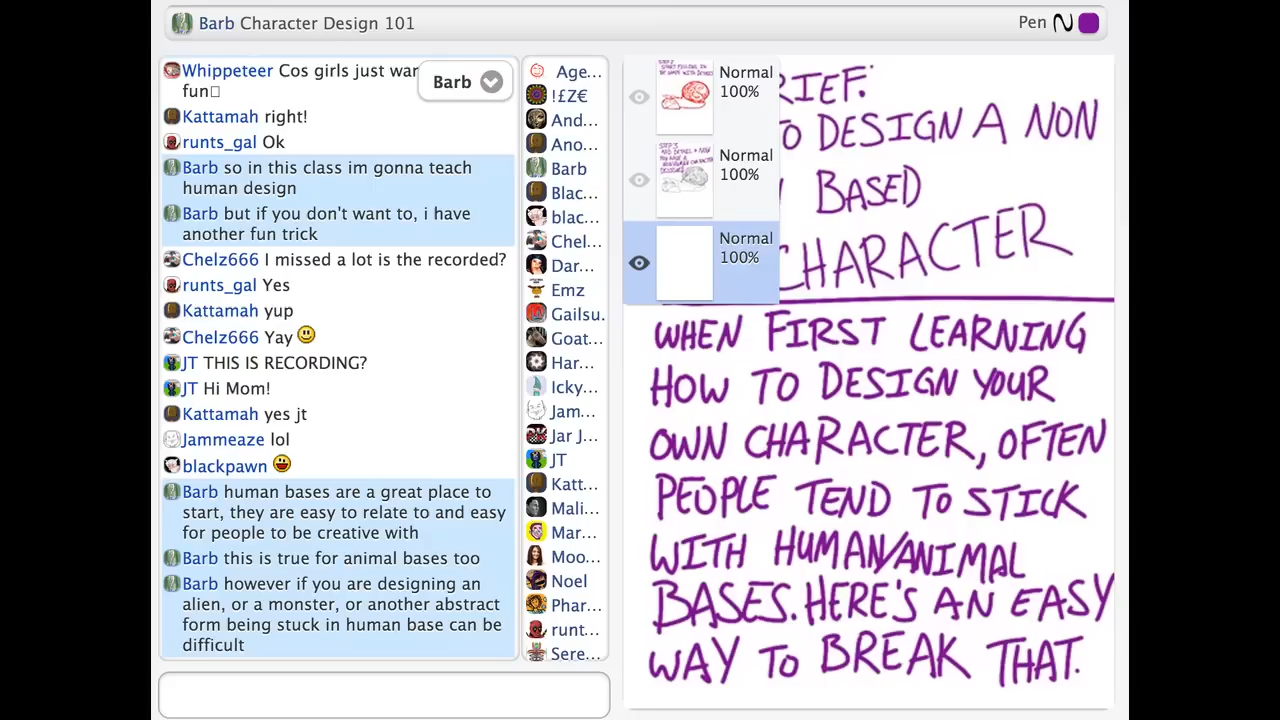 Barb Character Design 101
Pen
Whippeteer Cos girls just
fun
Kattamah right!
runts_gal Ok
Barb so in this class im gonna teach
human design
Barb but if you don't want to, i have
another fun trick
Chelz666 I missed a lot is the recorded?
runts_gal Yes
Kattamah yup
Chelz666 Yay
JT THIS IS RECORDING?
JT Hi Mom!
Kattamah yes jt
Jammeaze lol
blackpawn
Barb human bases are a great place to
start, they are easy to relate to and easy
for people to be creative with
Barb this is true for animal bases too
Barb however if you are designing an
alien, or a monster, or another abstract
form being stuck in human base can be
difficult
Barb
Age...
!£Z€
And...
Ano...
Barb
Blac...
blac...
Chel...
Dar...
Emz
Gailsu.
Goat...
Har...
Icky...
Jam...
Jar J...
JT
Katt...
Mali...
Mar...
Moo...
Noel
Phar...
runt...
Sere...
Normal
100%
Normal
100%
Normal
100%
RIEF:
TO DESIGN A NON
BASED
CHARACTER
WHEN FIRST LEARNING
HOW TO DESIGN YOUR
OWN CHARACTER, OFTEN
PEOPLE TEND TO STICK
WITH HUMAN/ANIMAL
BASES. HERE'S AN EASY
WAY TO BREAK THAT.